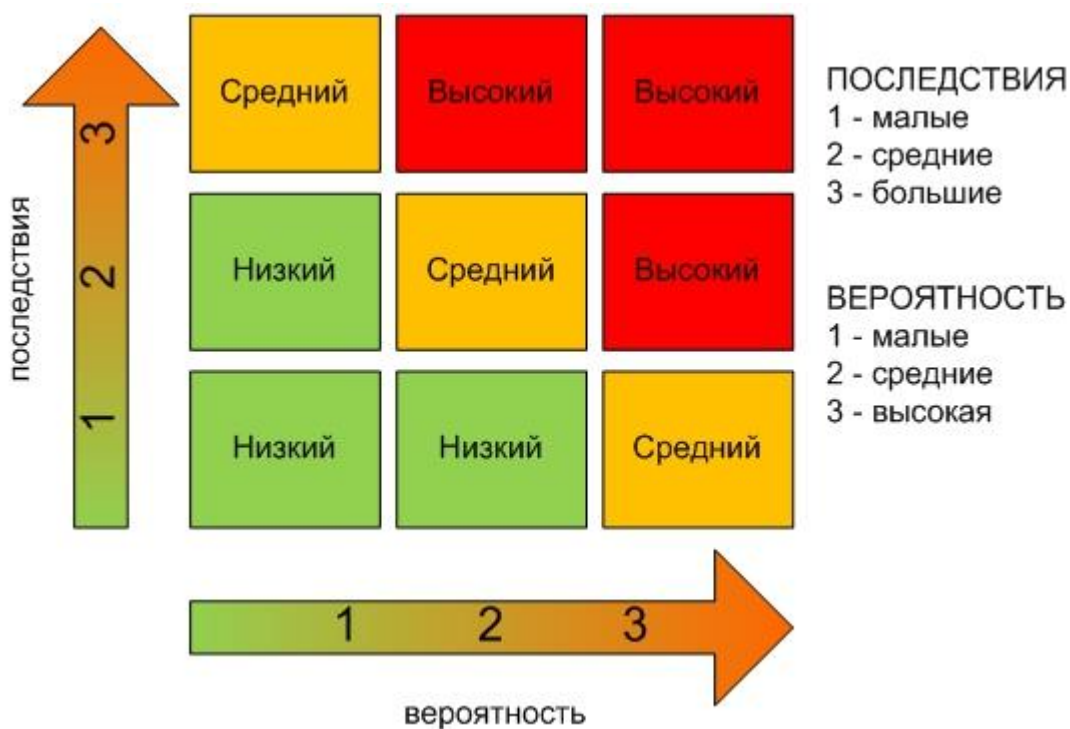 Средний Высокий Высокий
Низкий Средний Высокий
Низкий Низкий Средний
последствия
3
2
1
1 2 3
вероятность
ПОСЛЕДСТВИЯ
1 - малые
2 - средние
3 - большие
ВЕРОЯТНОСТЬ
1 - малые
2 - средние
3 - высокая